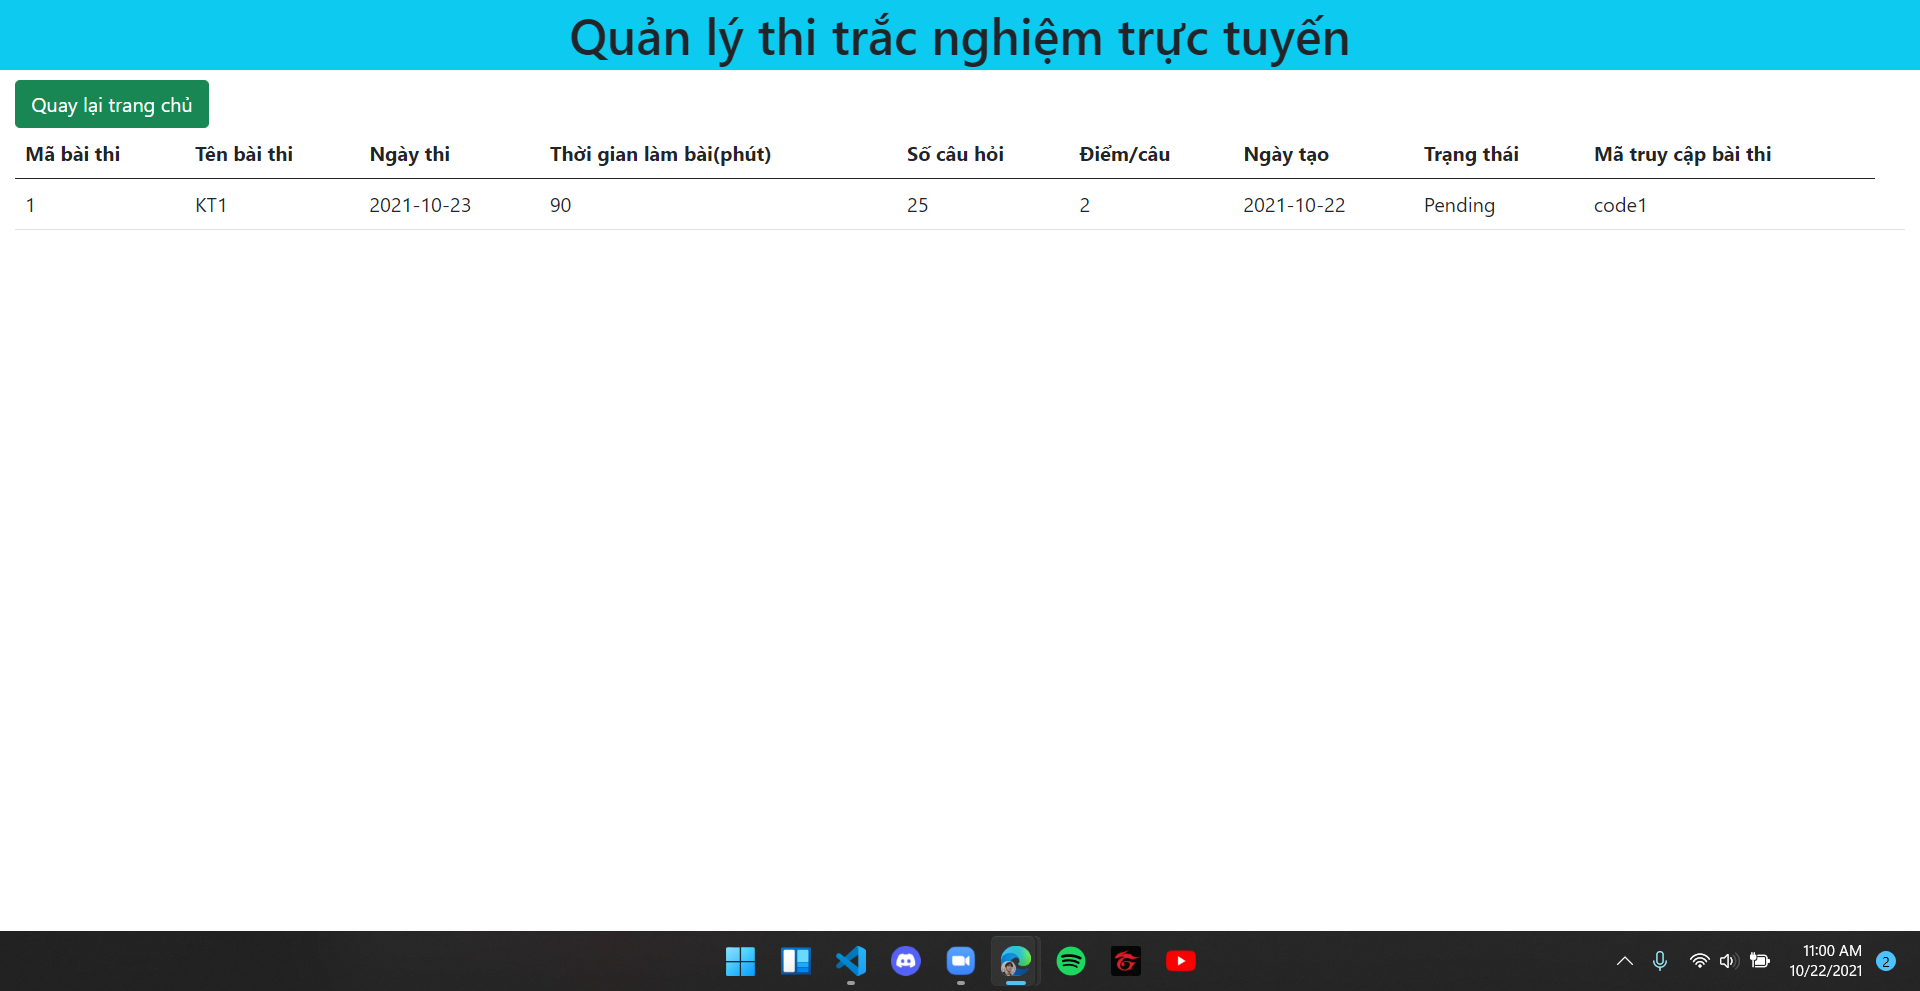 Quản lý thi trắc nghiệm trực tuyến
Quay lại trang chủ
Mã bài thi Tên bài thi Ngày thi Thời gian làm bài(phút) Số câu hỏi Điểm/câu Ngày tạo Trạng thái Mã truy cập bài thi
1 KT1 2021-10-23 90 25 2 2021-10-22 Pending code1
11:00 AM
10/22/2021
2